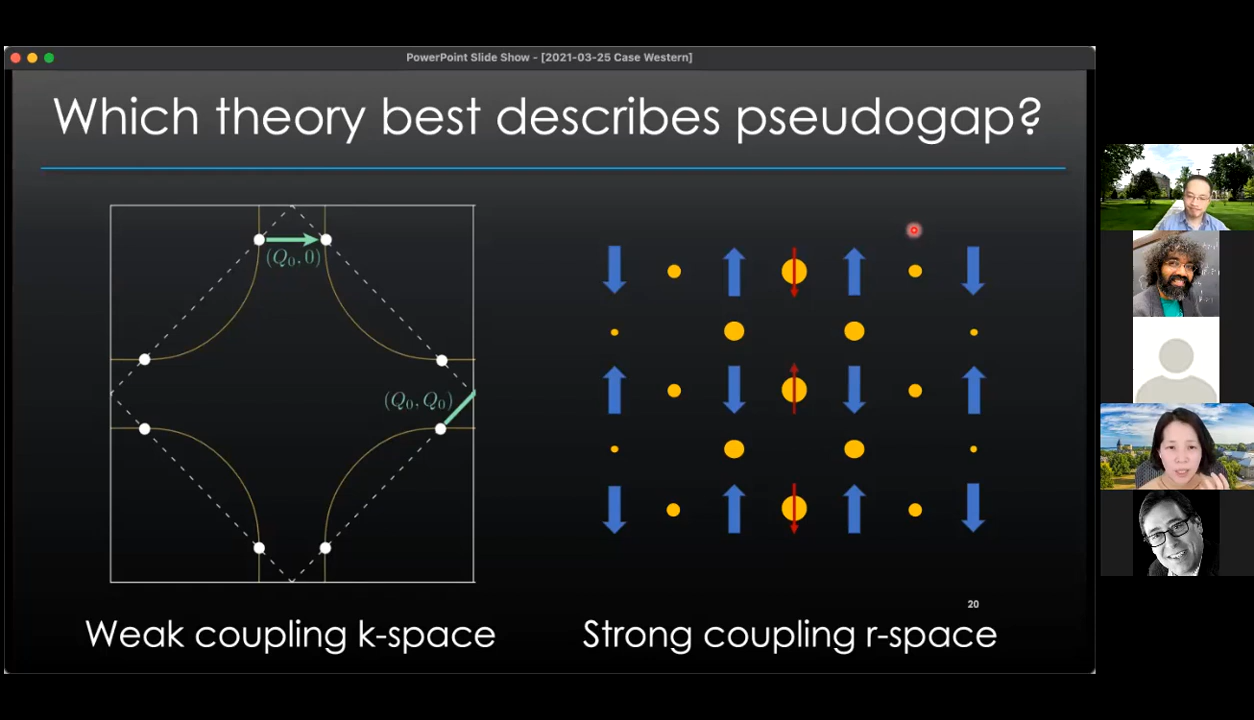 PowerPoint Slide Show - [2021-03-25 Case Western]
Which theory best describes pseudogap?
(Q₀, 0)
(Q₀, Q₀)
20
Weak coupling k-space
Strong coupling r-space